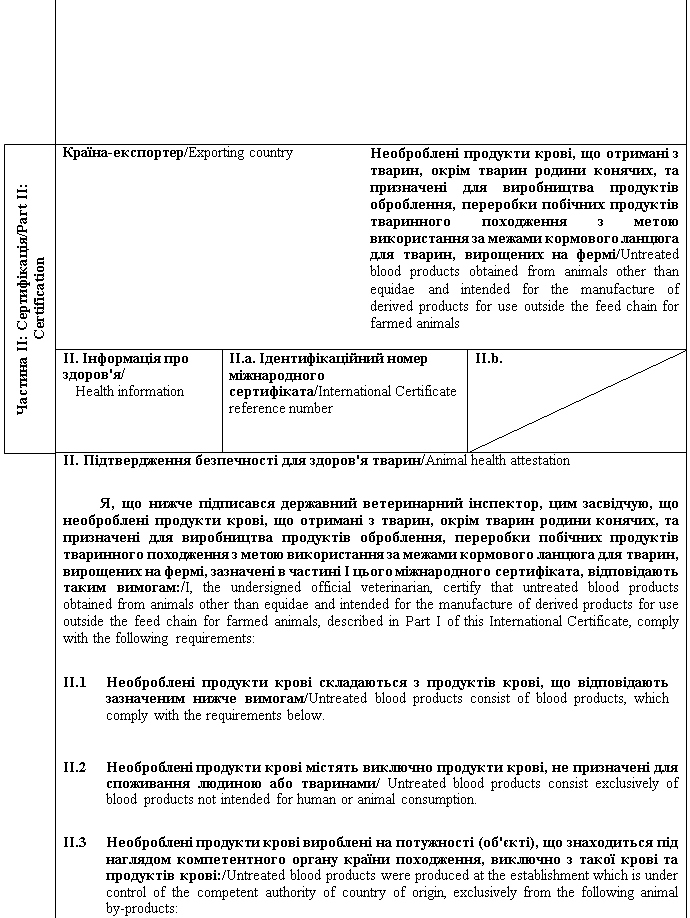 Частина II: Сертифікація/Part II:
Certification
Країна-експортер/Exporting country
Необроблені продукти крові, що отримані з
тварин, окрім тварин родини конячих, та
призначені для виробництва продуктів
оброблення, переробки побічних продуктів
тваринного походження з метою
використання за межами кормового ланцюга
для тварин, вирощених на фермі/Untreated
blood products obtained from animals other than
equidae and intended for the manufacture of
derived products for use outside the feed chain for
farmed animals
II. Інформація про
здоров'я/
Health information
II.a. Ідентифікаційний номер
міжнародного
сертифіката/International Certificate
reference number
II.b.
II. Підтвердження безпечності для здоров'я тварин/Animal health attestation
Я, що нижче підписався державний ветеринарний інспектор, цим засвідчую, що
необроблені продукти крові, що отримані з тварин, окрім тварин родини конячих, та
призначені для виробництва продуктів оброблення, переробки побічних продуктів
тваринного походження з метою використання за межами кормового ланцюга для тварин,
вирощених на фермі, зазначені в частині I цього міжнародного сертифіката, відповідають
таким вимогам:/I, the undersigned official veterinarian, certify that untreated blood products
obtained from animals other than equidae and intended for the manufacture of derived products for use
outside the feed chain for farmed animals, described in Part I of this International Certificate, comply
with the following requirements:
II.1 Необроблені продукти крові складаються з продуктів крові, що відповідають
зазначеним нижче вимогам/Untreated blood products consist of blood products, which
comply with the requirements below.
II.2 Необроблені продукти крові містять виключно продукти крові, не призначені для
споживання людиною або тваринами/ Untreated blood products consist exclusively of
blood products not intended for human or animal consumption.
II.3 Необроблені продукти крові вироблені на потужності (об'єкті), що знаходиться під
наглядом компетентного органу країни походження, виключно з такої крові та
продуктів крові:/Untreated blood products were produced at the establishment which is under
control of the competent authority of country of origin, exclusively from the following animal
by-products: